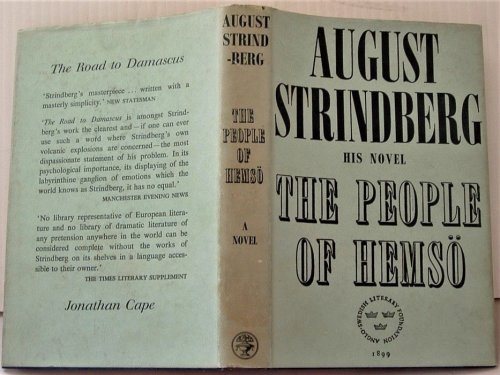 The Road to Damascus
'Strindberg's masterpiece ... written with a
masterly simplicity.' NEW STATESMAN
'The Road to Damascus is amongst Strind-
berg's work the clearest and—if one can ever
use such a word where Strindberg's own
volcanic explosions are concerned—the most
dispassionate statement of his problem. In its
psychological importance, its displaying of the
labyrinthine ganglion of emotions which the
world knows as Strindberg, it has no equal.'
MANCHESTER EVENING NEWS
'No library representative of European litera-
ture and no library of dramatic literature of
any pretension anywhere in the world can be
considered complete without the works of
Strindberg on its shelves in a language access-
ible to their owner.'
THE TIMES LITERARY SUPPLEMENT
Jonathan Cape
AUGUST
STRIND
-BERG
THE
PEOPLE
OF
HEMSÖ
A
NOVEL
AUGUST
STRINDBERG
HIS NOVEL
THE PEOPLE
OF HEMSÖ
ANGLO-SWEDISH LITERARY FOUNDATION
1899